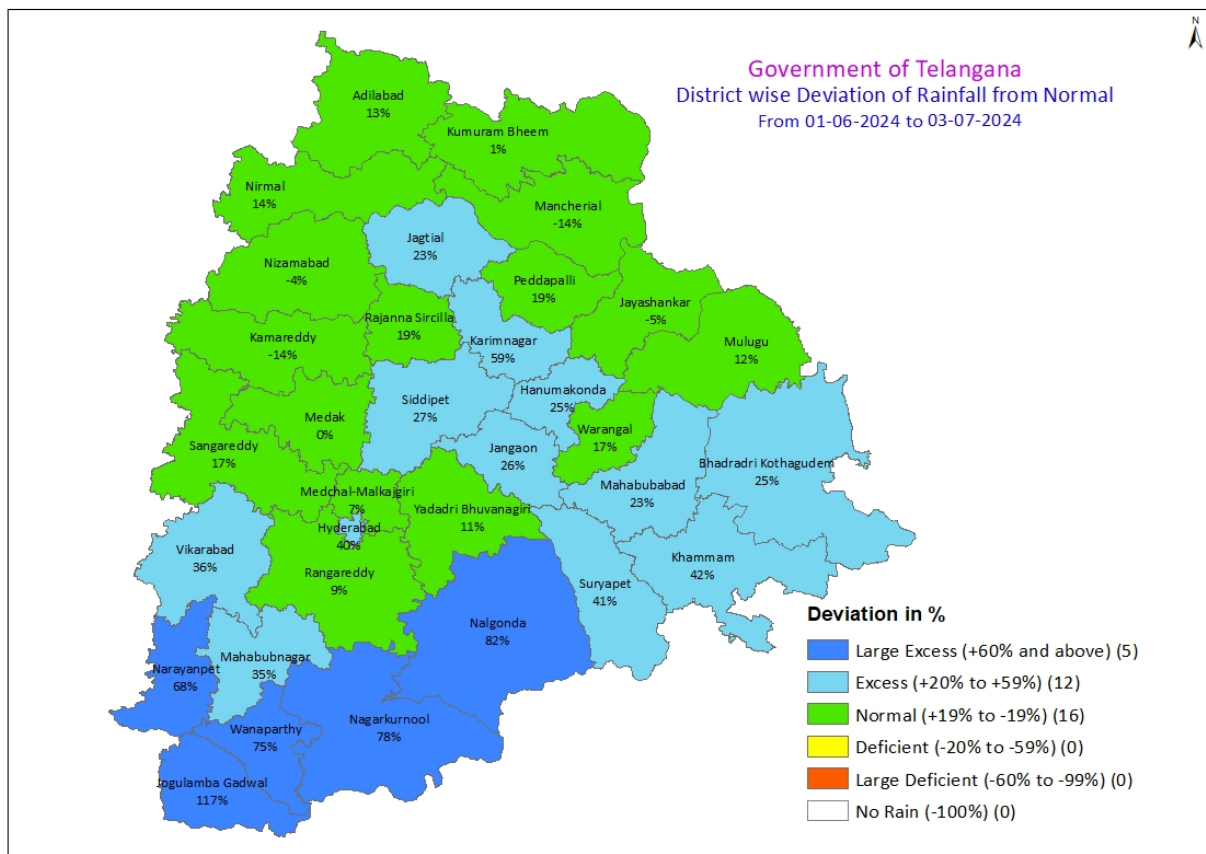 N
Government of Telangana
District wise Deviation of Rainfall from Normal
From 01-06-2024 to 03-07-2024
Adilabad
13%
Kumuram Bheem
1%
Nirmal
14%
Mancherial
-14%
Jagtial
23%
Nizamabad
-4%
Peddapalli
19%
Jayashankar
-5%
Rajanna Sircilla
19%
Karimnagar
59%
Kamareddy
-14%
Mulugu
12%
Hanumakonda
25%
Siddipet
27%
Medak
0%
Warangal
17%
Sangareddy
17%
Jangaon
26%
Bhadradri Kothagudem
25%
Mahabubabad
23%
Medchal-Malkajgiri
7%
Yadadri Bhuvanagiri
11%
Hyderabad
40%
Vikarabad
36%
Khammam
42%
Rangareddy
9%
Suryapet
41%
Nalgonda
82%
Mahabubnagar
35%
Narayanpet
68%
Nagarkurnool
78%
Wanaparthy
75%
Jogulamba Gadwal
117%
Deviation in %
Large Excess (+60% and above) (5)
Excess (+20% to +59%) (12)
Normal (+19% to -19%) (16)
Deficient (-20% to -59%) (0)
Large Deficient (-60% to -99%) (0)
No Rain (-100%) (0)